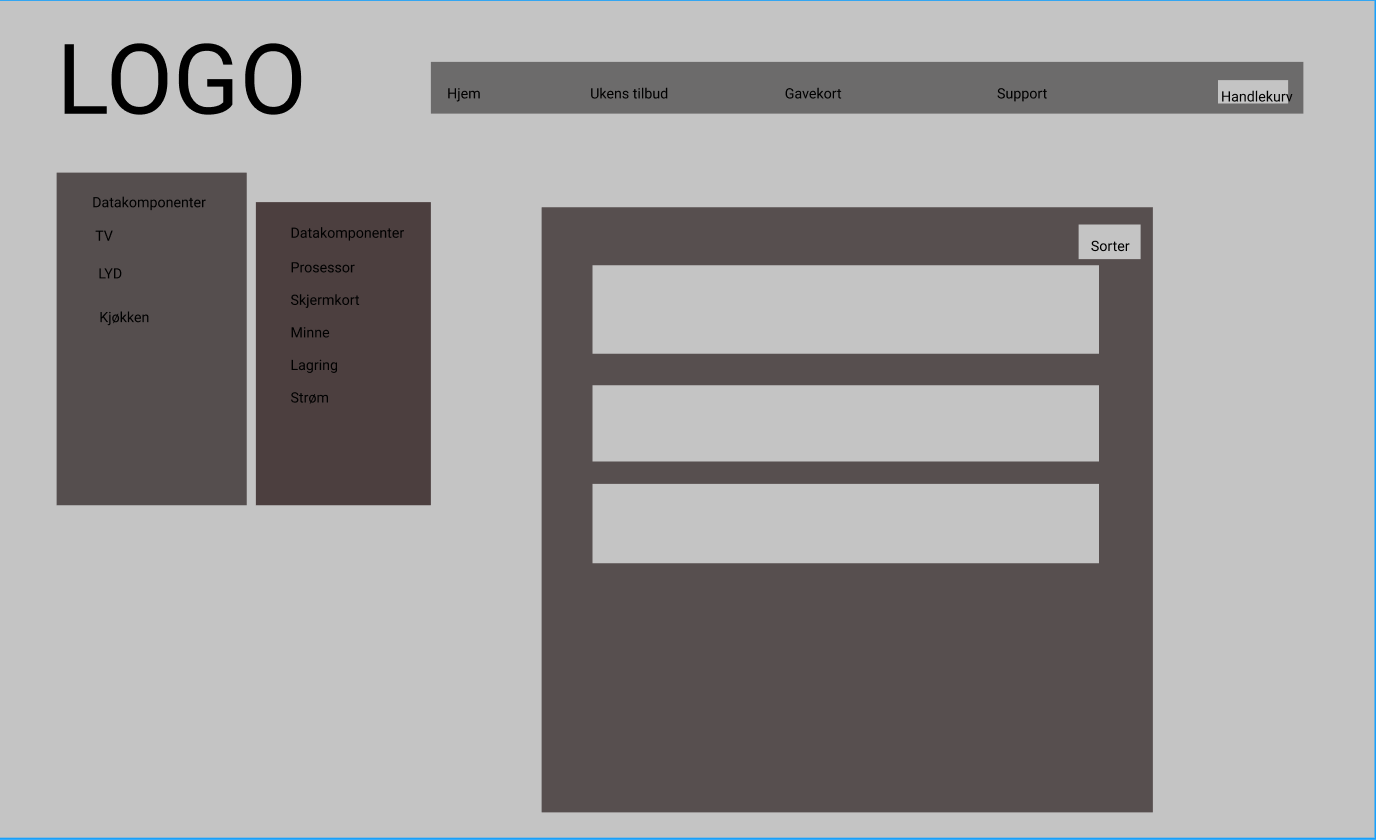 LOGO
Hjem
Ukens tilbud
Gavekort
Support
Handlekurv
Datakomponenter
TV
LYD
Kjøkken
Datakomponenter
Prosessor
Skjermkort
Minne
Lagring
Strøm
Sorter